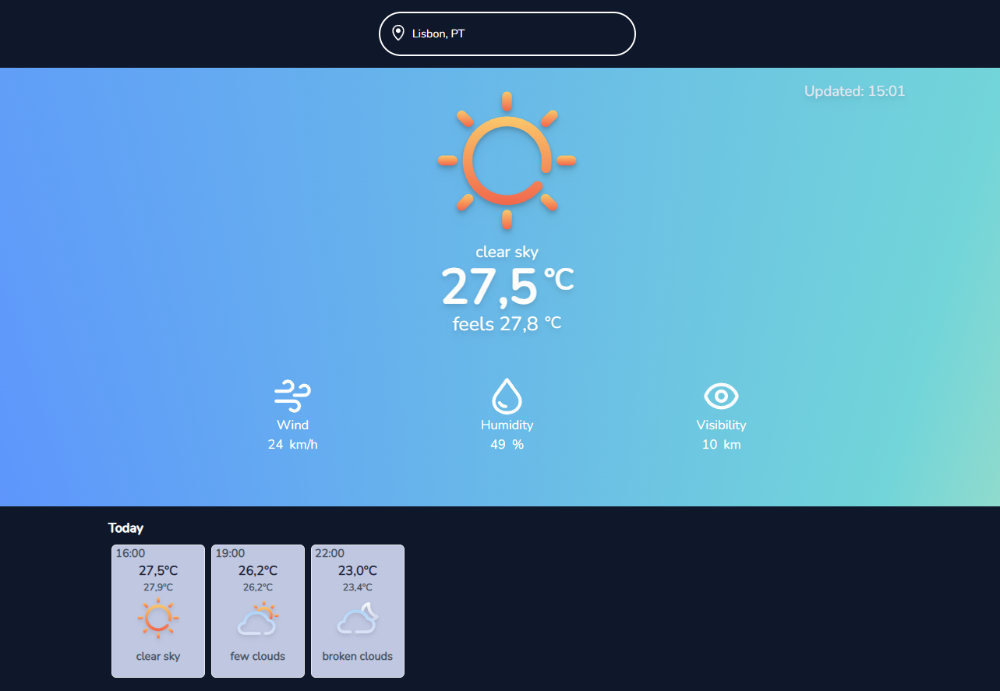 Lisbon, PT
Updated: 15:01
clear sky
27,5 °C
feels 27,8 °C
Wind
24 km/h
Humidity
49 %
Visibility
10 km
Today
16:00
27,5°C
27,9°C
clear sky
19:00
26,2°C
26,2°C
few clouds
22:00
23,0°C
23,4°C
broken clouds